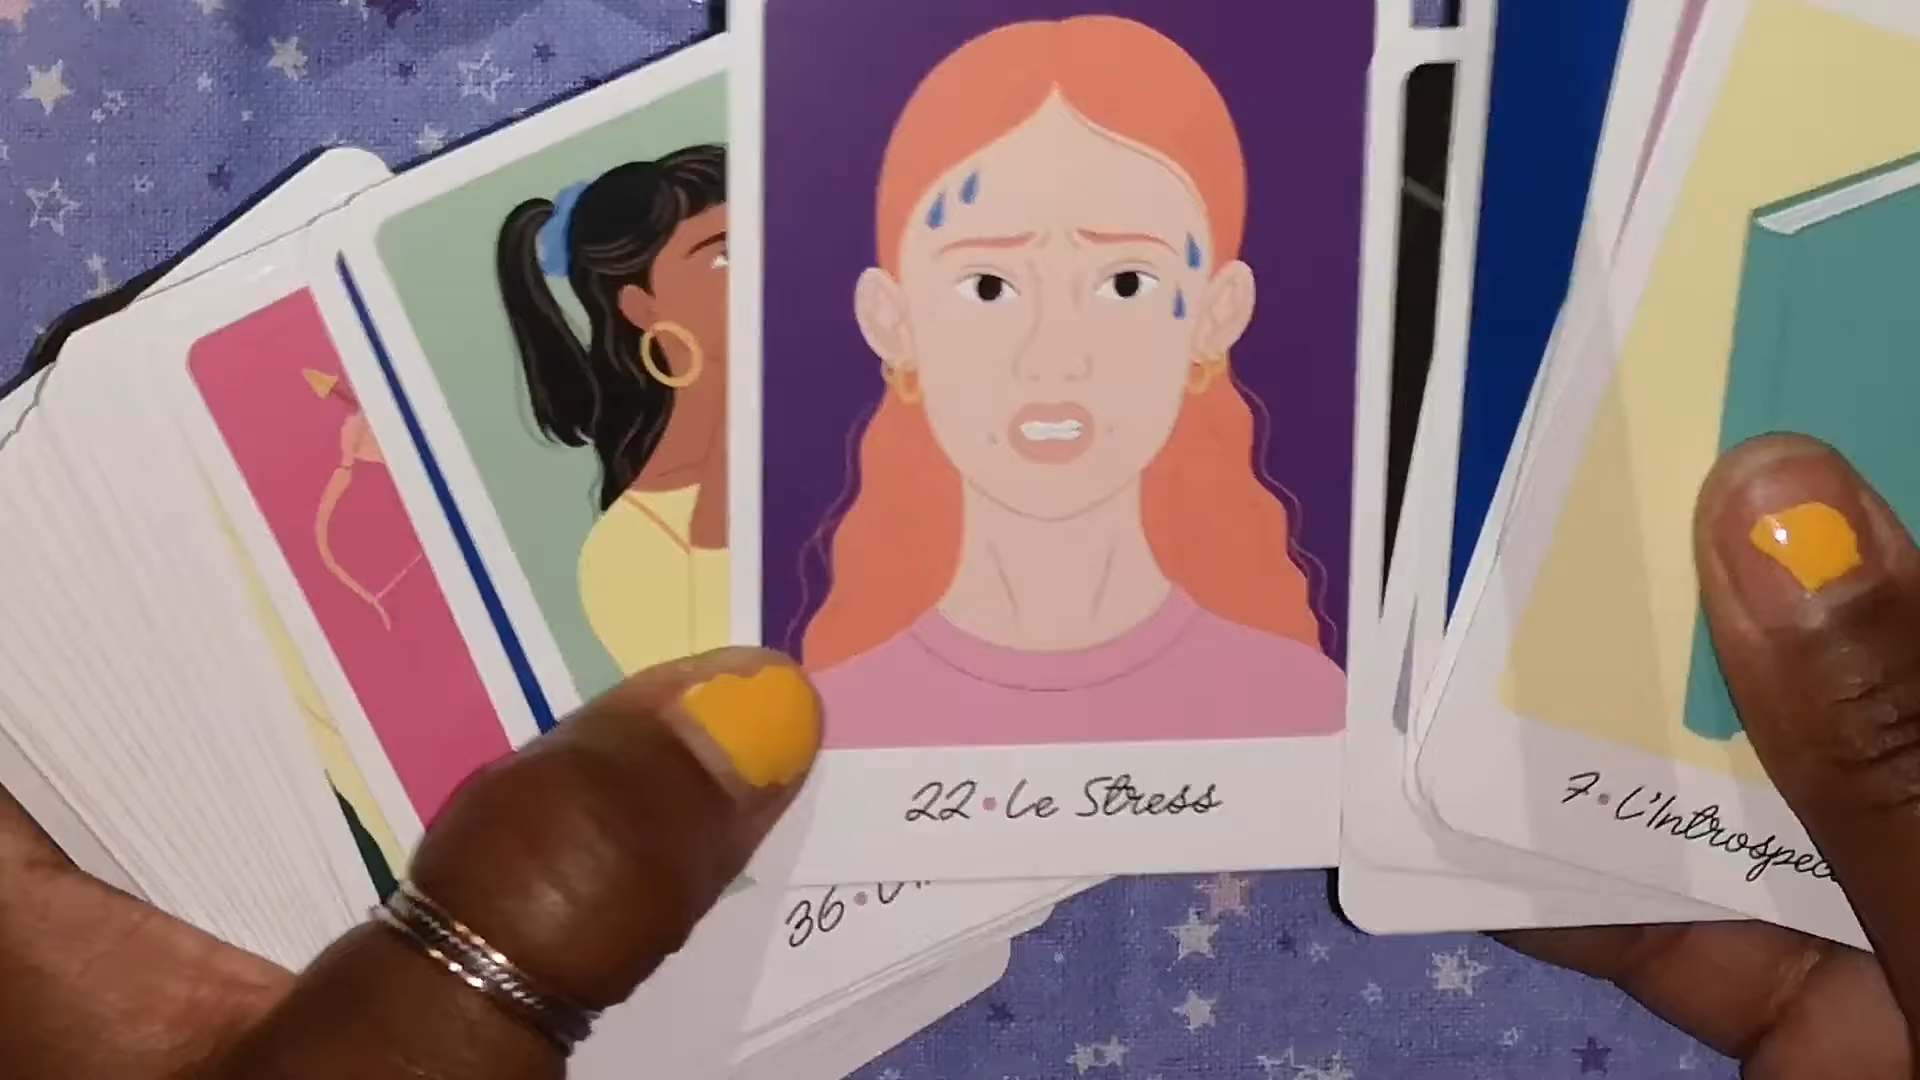 22 • Le Stress
36 •
7 • L'Introspec